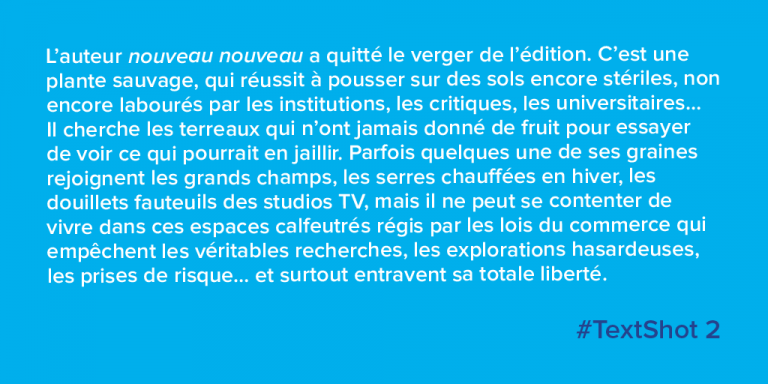 L’auteur nouveau nouveau a quitté le verger de l’édition. C’est une
plante sauvage, qui réussit à pousser sur des sols encore stériles, non
encore labourés par les institutions, les critiques, les universitaires...
Il cherche les terreaux qui n’ont jamais donné de fruit pour essayer
de voir ce qui pourrait en jaillir. Parfois quelques une de ses graines
rejoignent les grands champs, les serres chauffées en hiver, les
douillets fauteuils des studios TV, mais il ne peut se contenter de
vivre dans ces espaces calfeutrés régis par les lois du commerce qui
empêchent les véritables recherches, les explorations hasardeuses,
les prises de risque... et surtout entravent sa totale liberté.
#TextShot 2